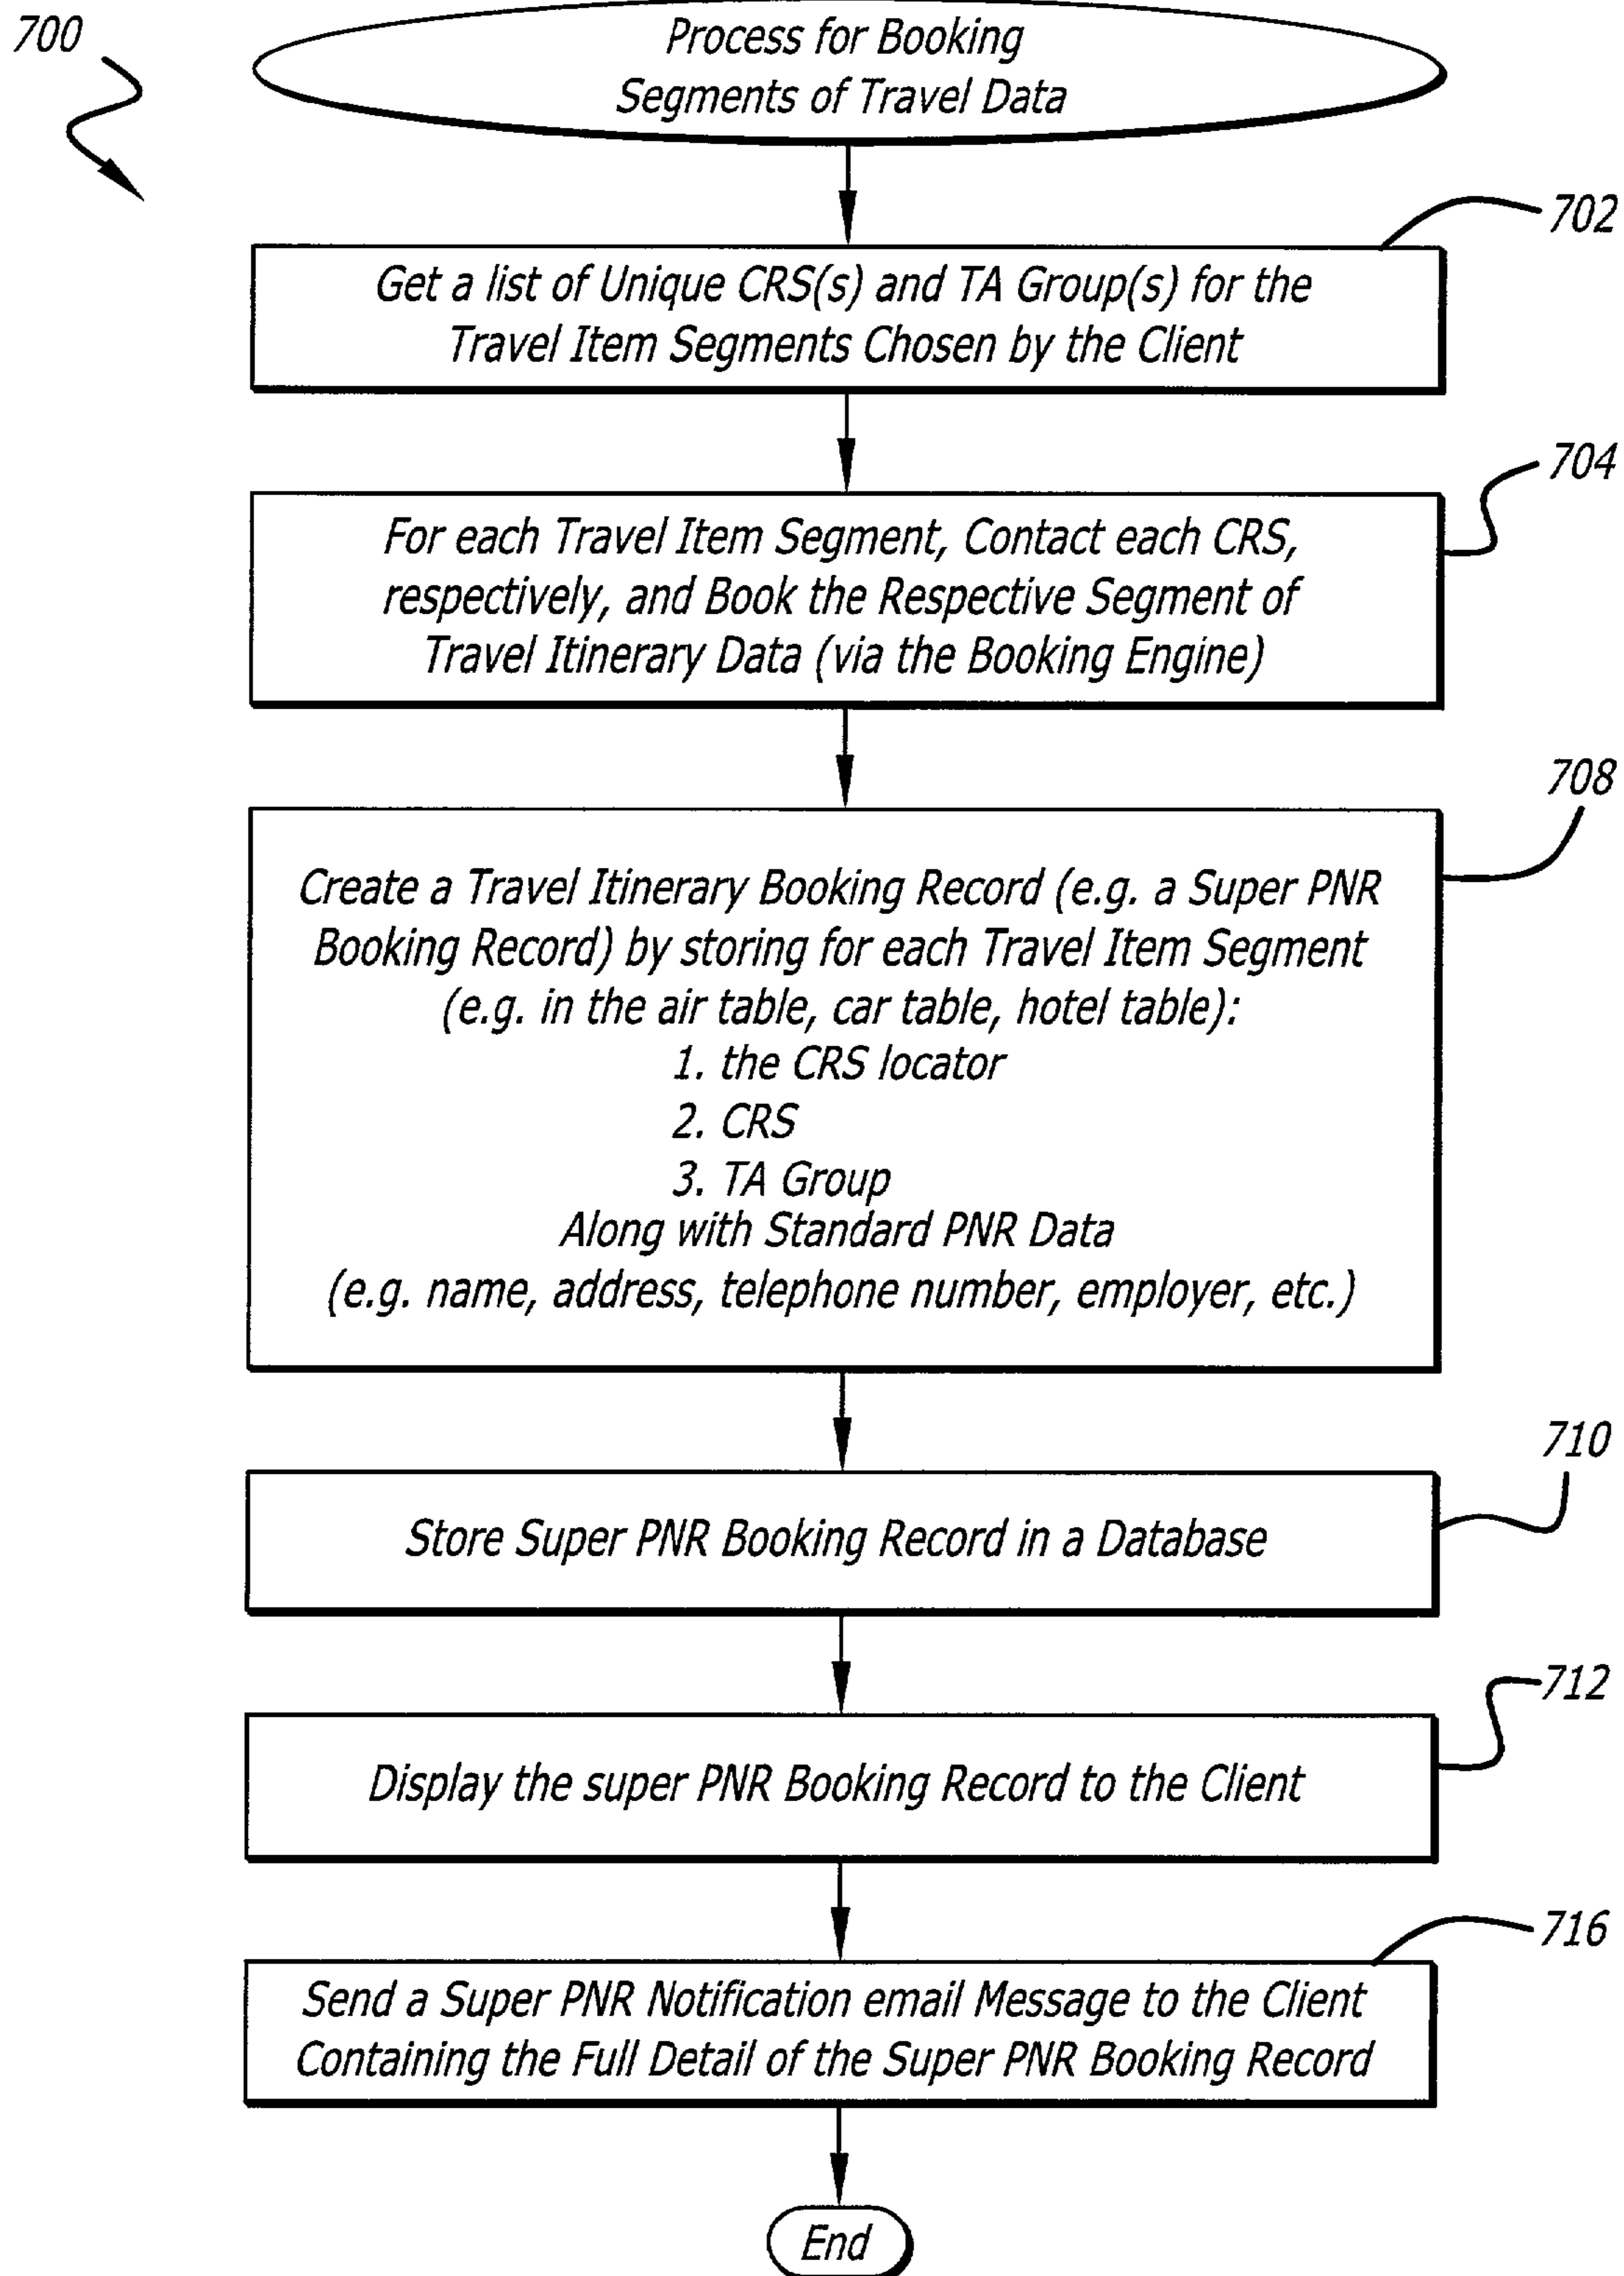 700
Process for Booking
Segments of Travel Data
702
Get a list of Unique CRS(s) and TA Group(s) for the
Travel Item Segments Chosen by the Client
704
For each Travel Item Segment, Contact each CRS,
respectively, and Book the Respective Segment of
Travel Itinerary Data (via the Booking Engine)
708
Create a Travel Itinerary Booking Record (e.g. a Super PNR
Booking Record) by storing for each Travel Item Segment
(e.g. in the air table, car table, hotel table):
1. the CRS locator
2. CRS
3. TA Group
Along with Standard PNR Data
(e.g. name, address, telephone number, employer, etc.)
710
Store Super PNR Booking Record in a Database
712
Display the super PNR Booking Record to the Client
716
Send a Super PNR Notification email Message to the Client
Containing the Full Detail of the Super PNR Booking Record
End